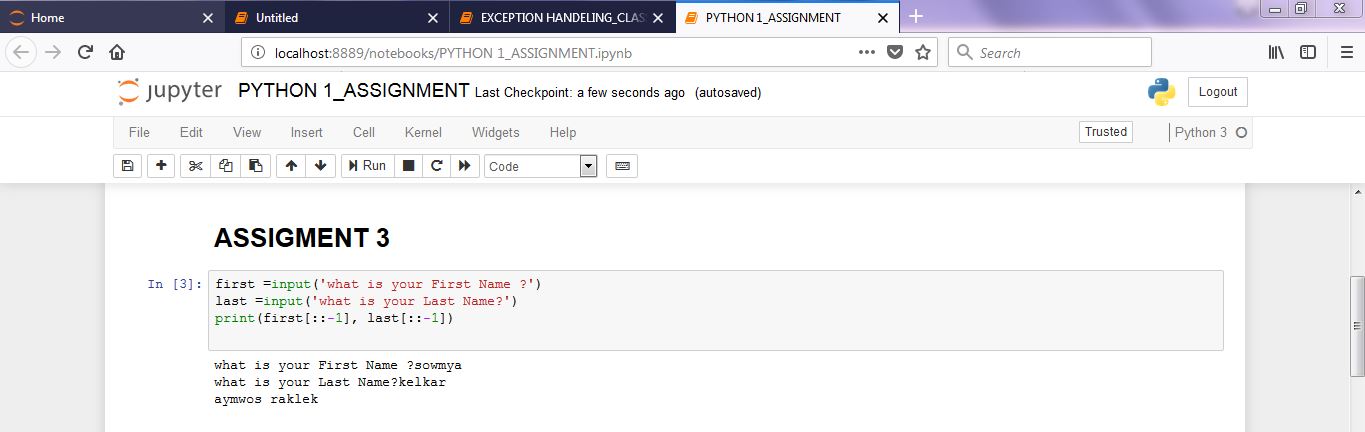 Home
Untitled
EXCEPTION HANDELING_CLAS
PYTHON 1_ASSIGNMENT
localhost:8889/notebooks/PYTHON 1_ASSIGNMENT.ipynb
Search
jupyter PYTHON 1_ASSIGNMENT Last Checkpoint: a few seconds ago (autosaved)
Logout
File Edit View Insert Cell Kernel Widgets Help
Trusted
Python 3
Run
Code
ASSIGMENT 3
In [3]:
first =input('what is your First Name ?')
last =input('what is your Last Name?')
print(first[::-1], last[::-1])
what is your First Name ?sowmya
what is your Last Name?kelkar
aymwos raklek